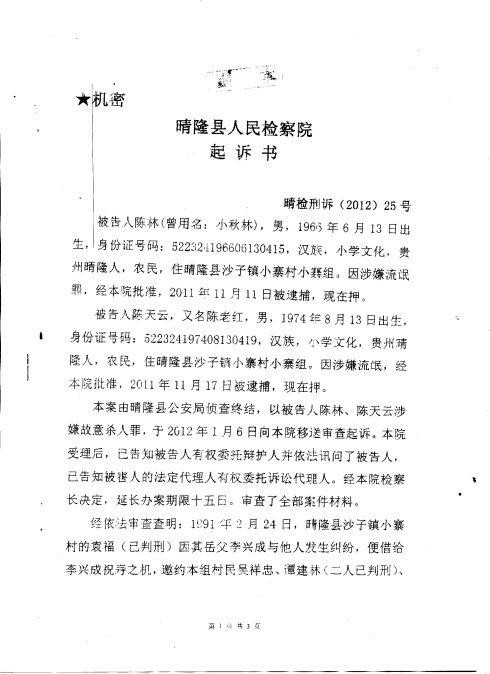 ★机密
晴隆县人民检察院
起诉书
晴检刑诉（2012）25号
被告人陈林(曾用名：小秋林)，男，1966年6月13日出
生，身份证号码：522324196606130415，汉族，小学文化，贵
州晴隆人，农民，住晴隆县沙子镇小寨村小寨组。因涉嫌流氓
罪，经本院批准，2011年11月11日被逮捕，现在押。
被告人陈天云，又名陈老红，男，1974年8月13日出生，
身份证号码：522324197408130419，汉族，小学文化，贵州晴
隆人，农民，住晴隆县沙子镇小寨村小寨组。因涉嫌流氓，经
本院批准，2011年11月17日被逮捕，现在押。
本案由晴隆县公安局侦查终结，以被告人陈林、陈天云涉
嫌故意杀人罪，于2012年1月6日向本院移送审查起诉。本院
受理后，已告知被告人有权委托辩护人并依法讯问了被告人，
已告知被害人的法定代理人有权委托诉讼代理人。经本院检察
长决定，延长办案期限十五日。审查了全部案件材料。
经依法审查查明：1991年2月24日，晴隆县沙子镇小寨
村的袁福（已判刑）因其岳父李兴成与他人发生纠纷，便借给
李兴成祝寿之机，邀约本组村民吴祥忠、谭建林（二人已判刑）、
第1页共3页